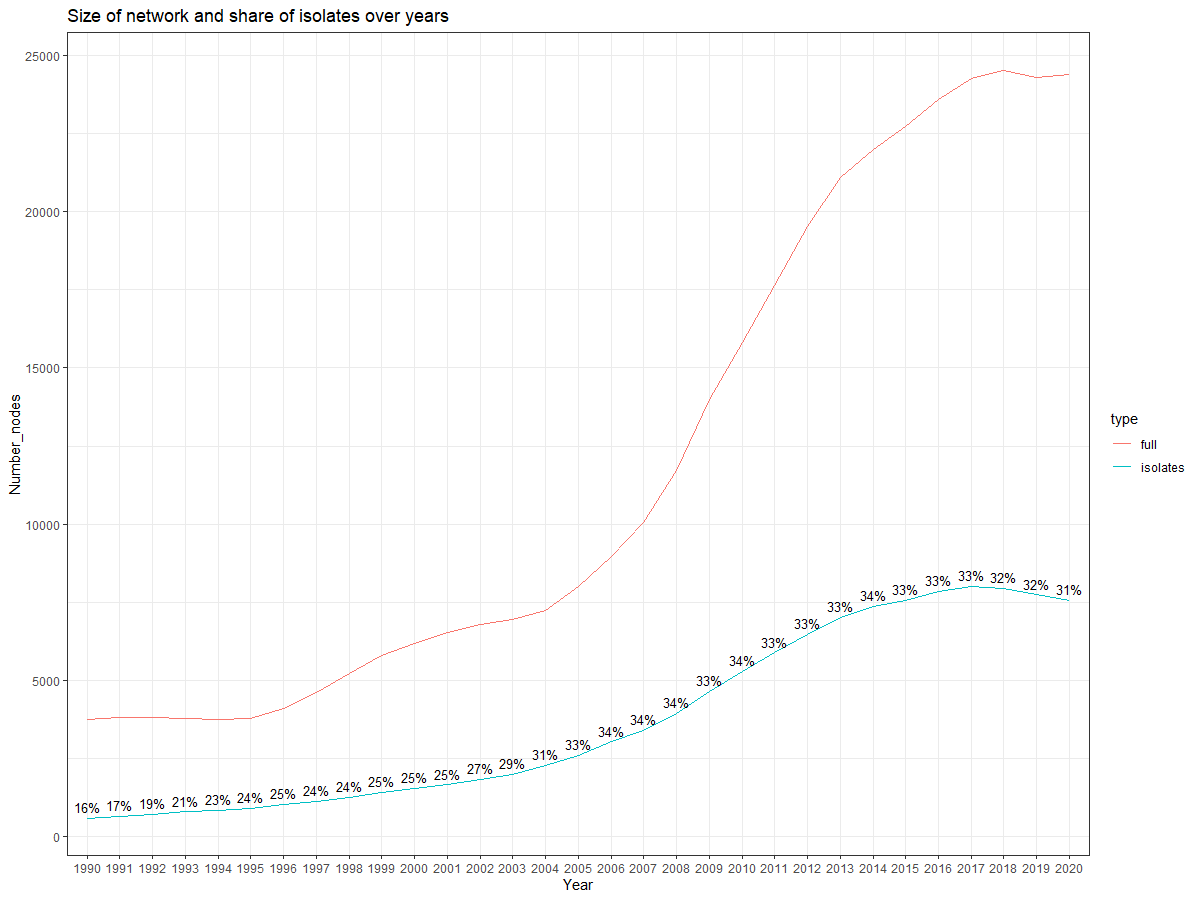 Size of network and share of isolates over years
25000
20000
15000
10000
5000
0
Number_nodes
16% 17% 19% 21% 23% 24% 25% 24% 24% 25% 25% 25% 27% 29% 31% 33% 34% 34% 34% 33% 34% 33% 33% 33% 34% 33% 33% 33% 32% 32% 31%
1990 1991 1992 1993 1994 1995 1996 1997 1998 1999 2000 2001 2002 2003 2004 2005 2006 2007 2008 2009 2010 2011 2012 2013 2014 2015 2016 2017 2018 2019 2020
Year
type
full
isolates